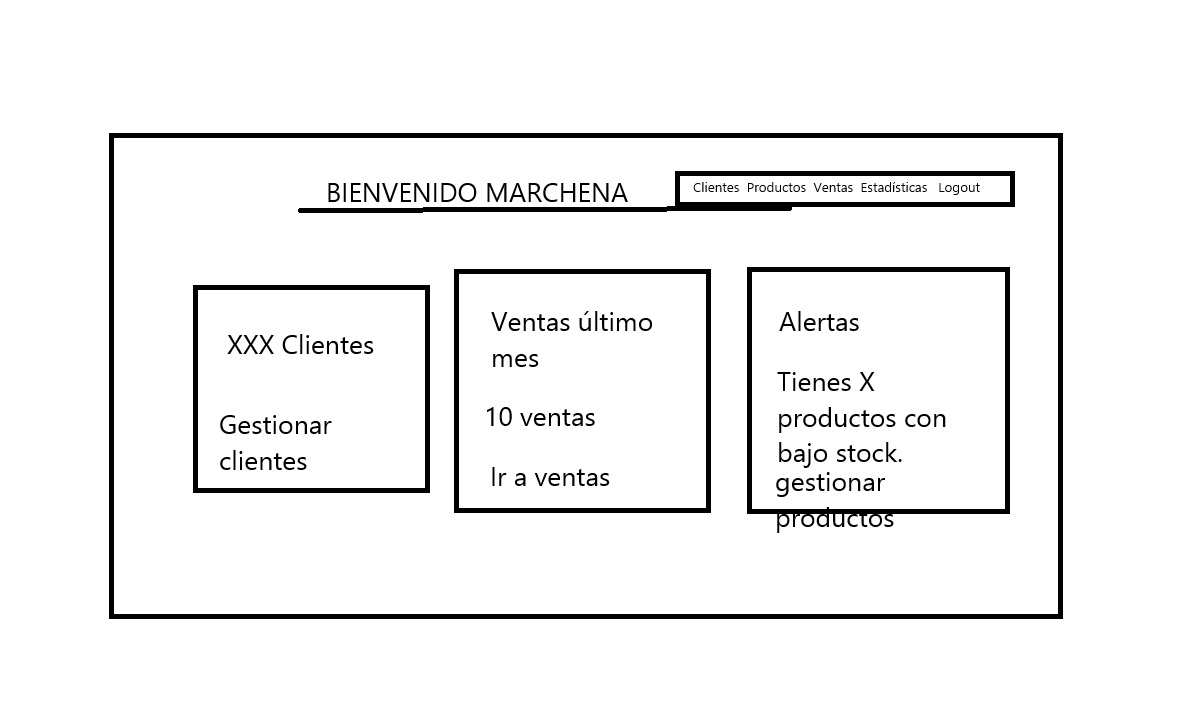 BIENVENIDO MARCHENA
Clientes Productos Ventas Estadísticas Logout
XXX Clientes
Gestionar
clientes
Ventas último
mes
10 ventas
Ir a ventas
Alertas
Tienes X
productos con
bajo stock.
gestionar
productos